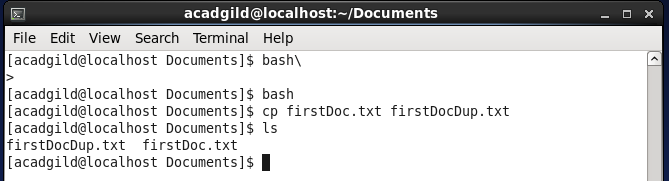 acadgild@localhost:~/Documents
File Edit View Search Terminal Help
[acadgild@localhost Documents]$ bash\
>
[acadgild@localhost Documents]$ bash
[acadgild@localhost Documents]$ cp firstDoc.txt firstDocDup.txt
[acadgild@localhost Documents]$ ls
firstDocDup.txt  firstDoc.txt
[acadgild@localhost Documents]$